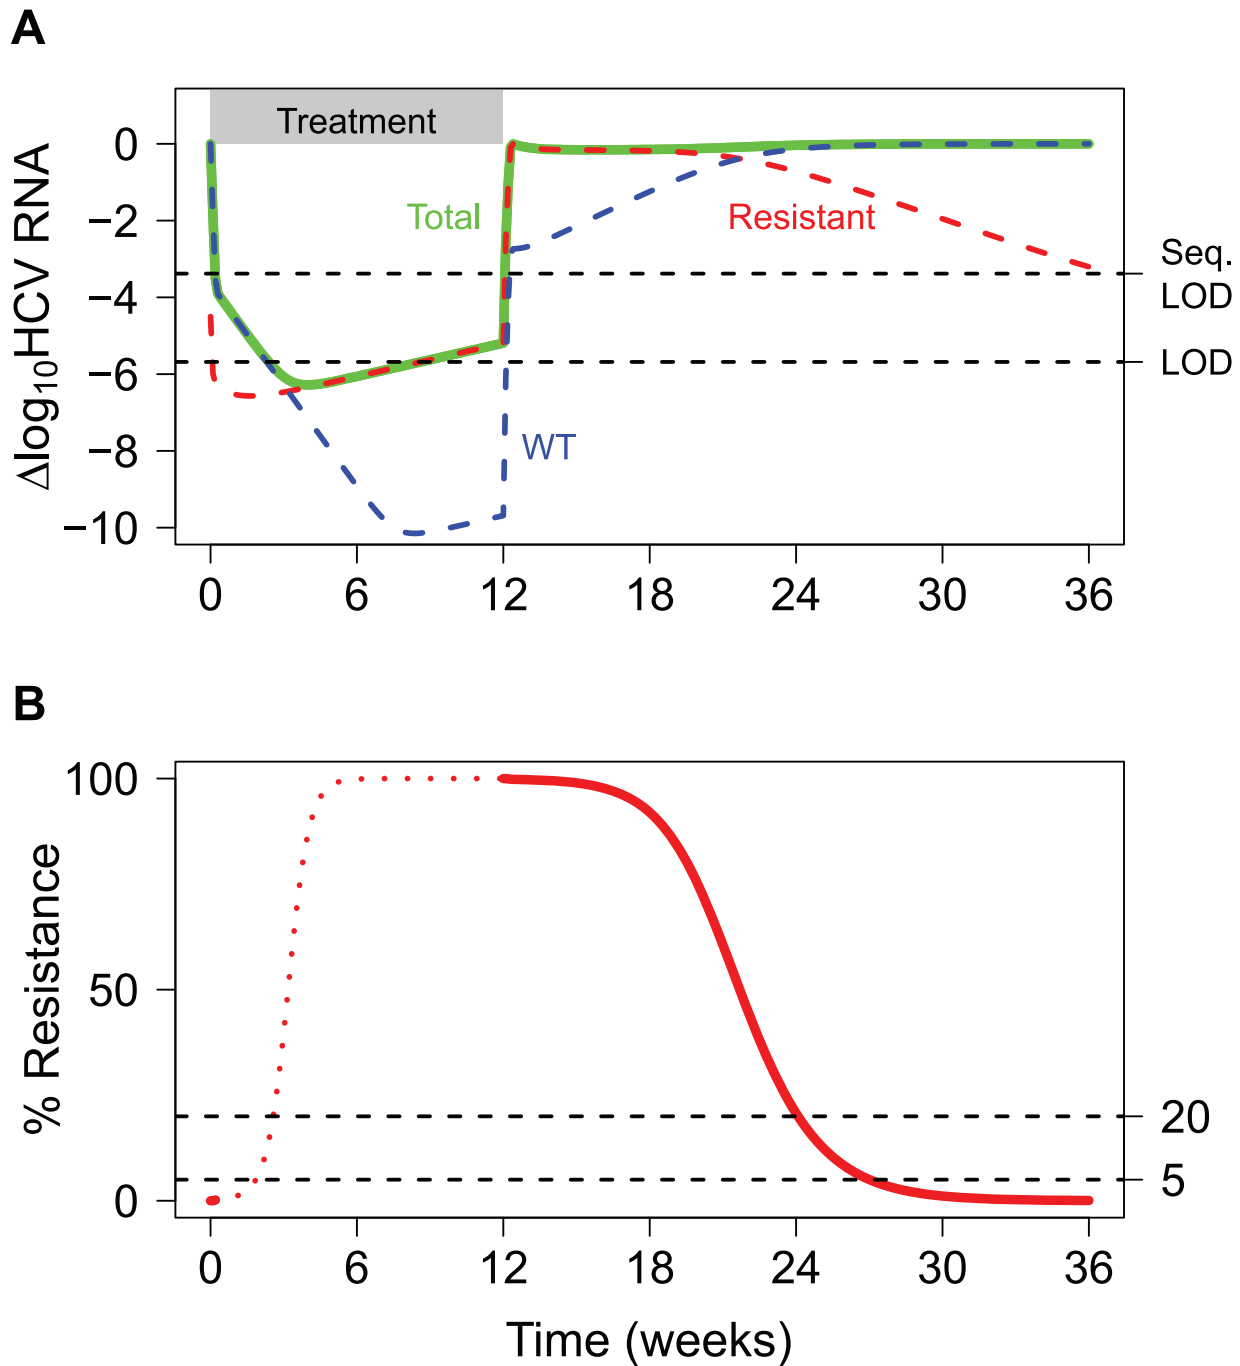 A
Treatment
Δlog10HCV RNA
0
−2
−4
−6
−8
−10
Total
Resistant
WT
Seq.
LOD
LOD
0 6 12 18 24 30 36
B
% Resistance
100
50
0
20
5
0 6 12 18 24 30 36
Time (weeks)